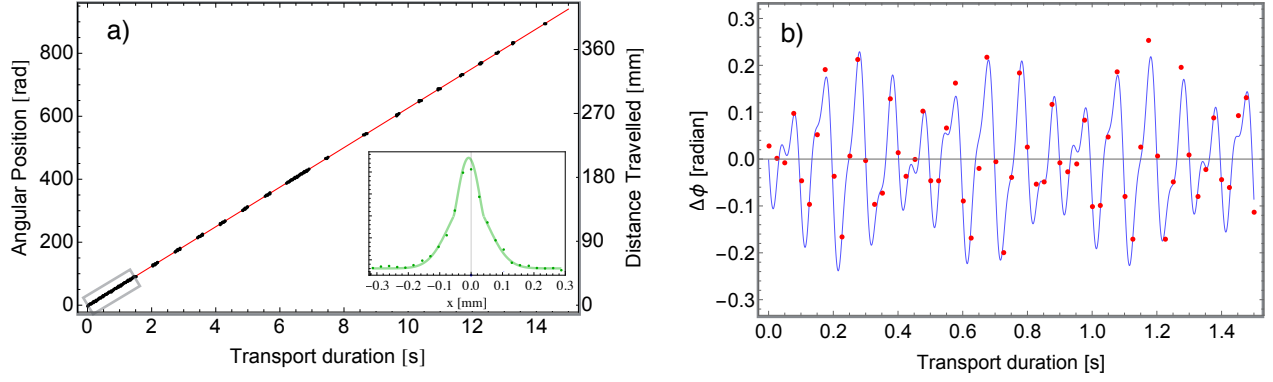 a)
Angular Position [rad]
800
600
400
200
0
0 2 4 6 8 10 12 14
Transport duration [s]
360
270
180
90
0
Distance Travelled [mm]
−0.3 −0.2 −0.1 0.0 0.1 0.2 0.3
x [mm]
b)
Δϕ [radian]
0.3
0.2
0.1
0.0
−0.1
−0.2
−0.3
0.0 0.2 0.4 0.6 0.8 1.0 1.2 1.4
Transport duration [s]